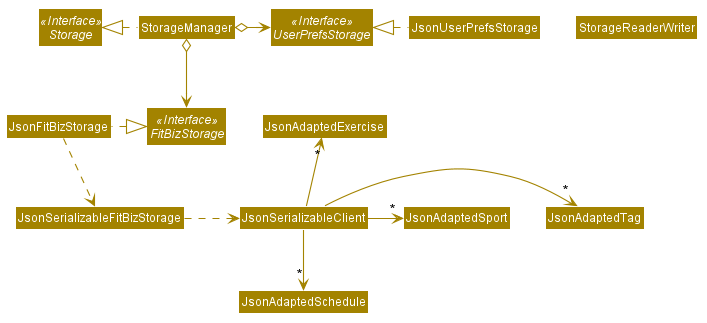 «Interface»
Storage
StorageManager
«Interface»
UserPrefsStorage
JsonUserPrefsStorage
StorageReaderWriter
JsonFitBizStorage
«Interface»
FitBizStorage
JsonAdaptedExercise
*
*
JsonSerializableFitBizStorage
JsonSerializableClient
*
JsonAdaptedSport
JsonAdaptedTag
*
JsonAdaptedSchedule